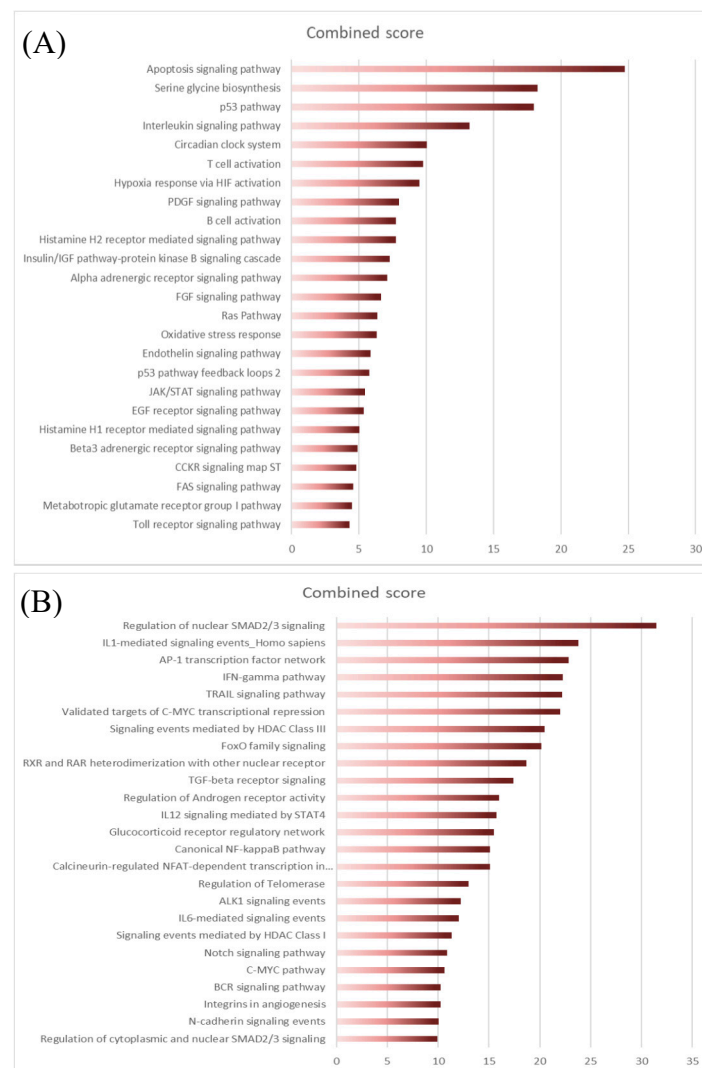 (A)
Combined score
Apoptosis signaling pathway
Serine glycine biosynthesis
p53 pathway
Interleukin signaling pathway
Circadian clock system
T cell activation
Hypoxia response via HIF activation
PDGF signaling pathway
B cell activation
Histamine H2 receptor mediated signaling pathway
Insulin/IGF pathway-protein kinase B signaling cascade
Alpha adrenergic receptor signaling pathway
FGF signaling pathway
Ras Pathway
Oxidative stress response
Endothelin signaling pathway
p53 pathway feedback loops 2
JAK/STAT signaling pathway
EGF receptor signaling pathway
Histamine H1 receptor mediated signaling pathway
Beta3 adrenergic receptor signaling pathway
CCKR signaling map ST
FAS signaling pathway
Metabotropic glutamate receptor group I pathway
Toll receptor signaling pathway
0 5 10 15 20 25 30
(B)
Combined score
Regulation of nuclear SMAD2/3 signaling
IL1-mediated signaling events_Homo sapiens
AP-1 transcription factor network
IFN-gamma pathway
TRAIL signaling pathway
Validated targets of C-MYC transcriptional repression
Signaling events mediated by HDAC Class III
FoxO family signaling
RXR and RAR heterodimerization with other nuclear receptor
TGF-beta receptor signaling
Regulation of Androgen receptor activity
IL12 signaling mediated by STAT4
Glucocorticoid receptor regulatory network
Canonical NF-kappaB pathway
Calcineurin-regulated NFAT-dependent transcription in...
Regulation of Telomerase
ALK1 signaling events
IL6-mediated signaling events
Signaling events mediated by HDAC Class I
Notch signaling pathway
C-MYC pathway
BCR signaling pathway
Integrins in angiogenesis
N-cadherin signaling events
Regulation of cytoplasmic and nuclear SMAD2/3 signaling
0 5 10 15 20 25 30 35